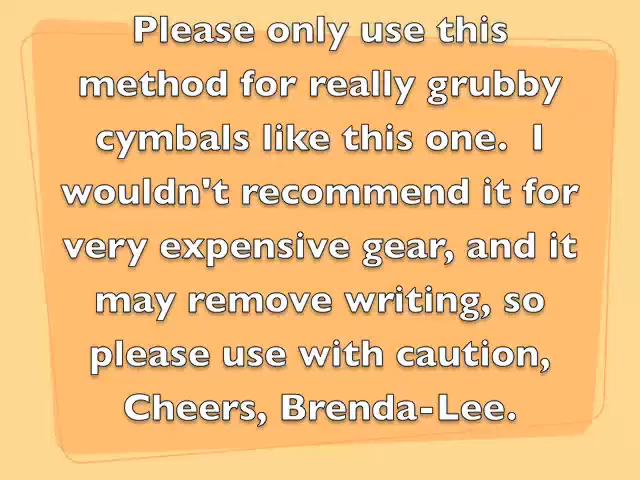 Please only use this
method for really grubby
cymbals like this one.  I
wouldn't recommend it for
very expensive gear, and it
may remove writing, so
please use with caution,
Cheers, Brenda-Lee.